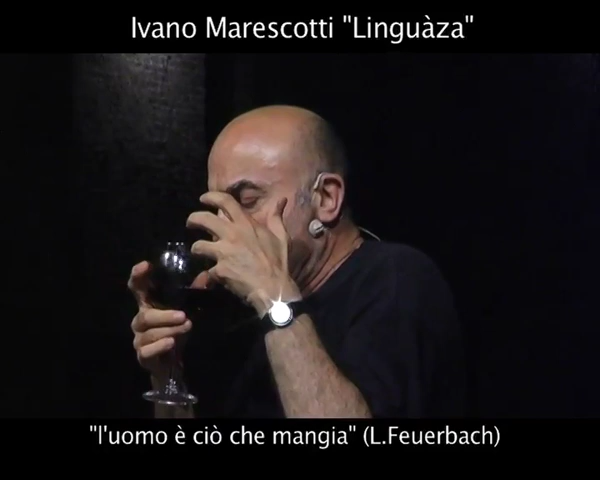 Ivano Marescotti "Linguàza"
"l'uomo è ciò che mangia" (L.Feuerbach)